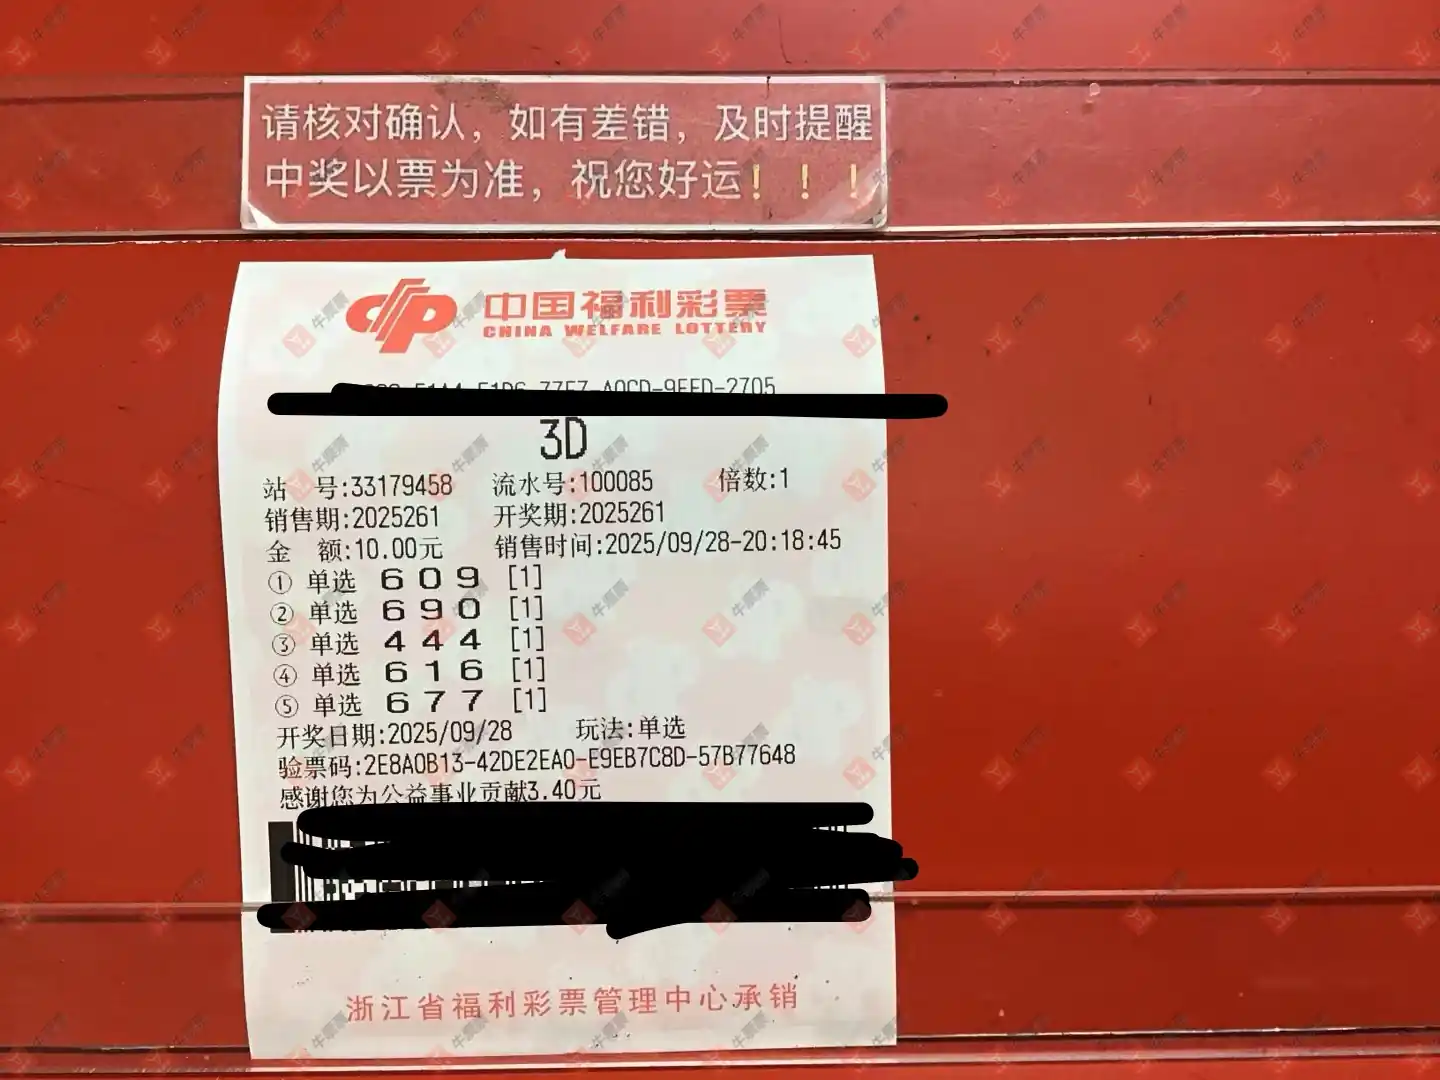 请核对确认，如有差错，及时提醒
中奖以票为准，祝您好运！！！
中国福利彩票
CHINA WELFARE LOTTERY
3D
站 号:33179458 流水号:100085 倍数:1
销售期:2025261 开奖期:2025261
金 额:10.00元 销售时间:2025/09/28-20:18:45
① 单选 6 0 9 [1]
② 单选 6 9 0 [1]
③ 单选 4 4 4 [1]
④ 单选 6 1 6 [1]
⑤ 单选 6 7 7 [1]
开奖日期:2025/09/28 玩法:单选
验票码:2E8A0B13-42DE2EA0-E9EB7C8D-57B77648
感谢您为公益事业贡献3.40元
浙江省福利彩票管理中心承销
牛票票